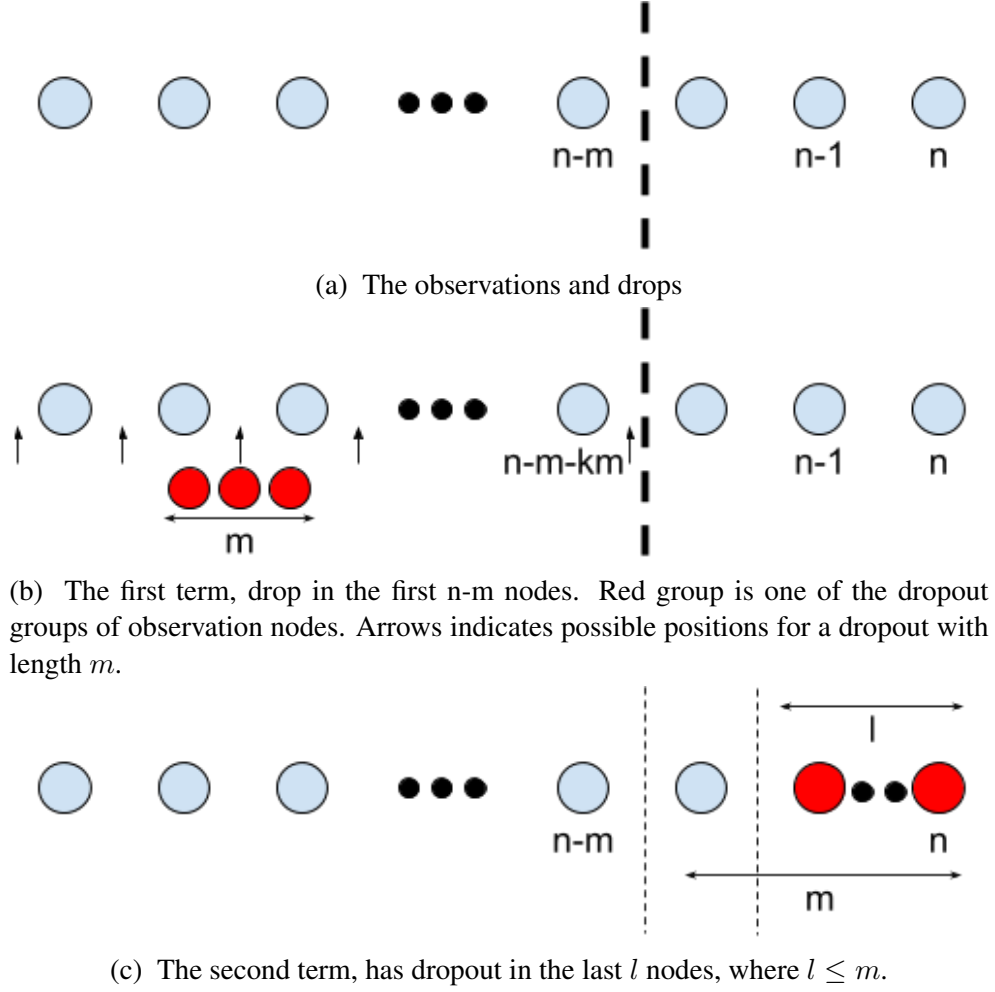 n-m n-1 n
(a) The observations and drops
n-m-km n-1 n
m
(b) The first term, drop in the first n-m nodes. Red group is one of the dropout
groups of observation nodes. Arrows indicates possible positions for a dropout with
length m.
l
n-m n
m
(c) The second term, has dropout in the last l nodes, where l ≤ m.